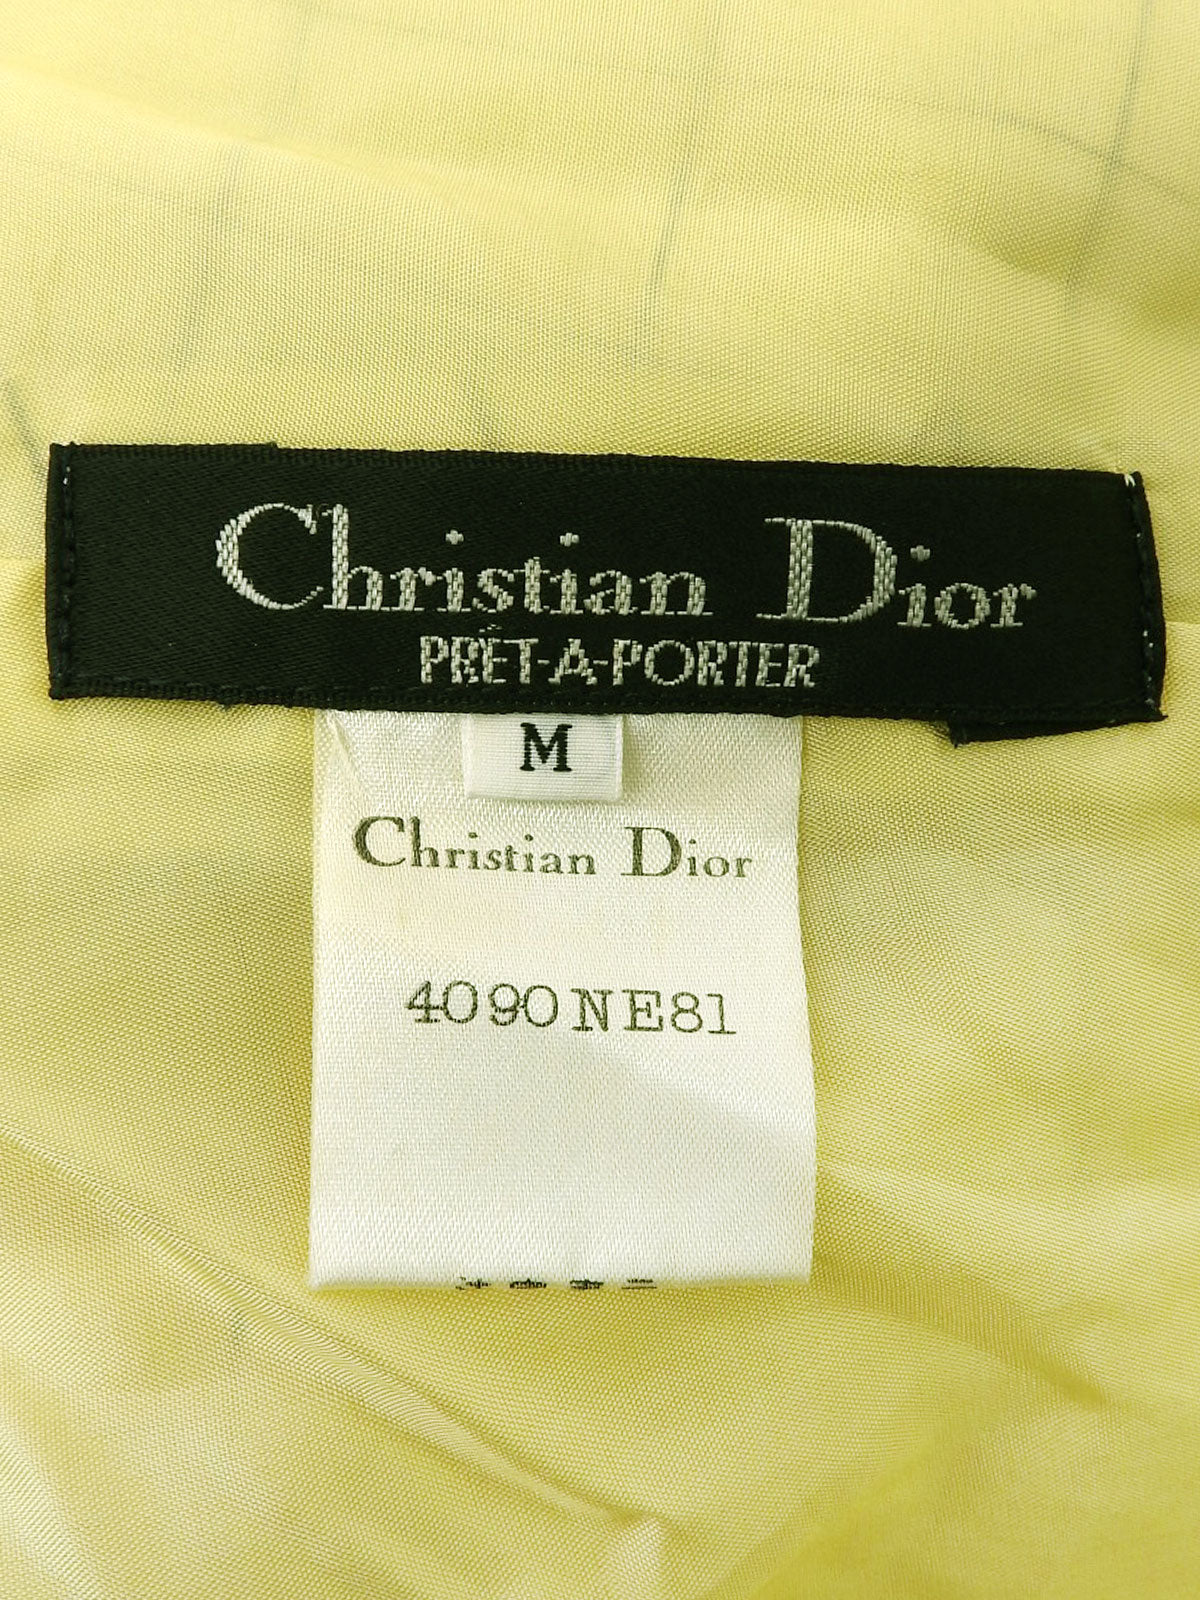 Christian Dior
PRÊT-A-PORTER
M
Christian Dior
4090NE81